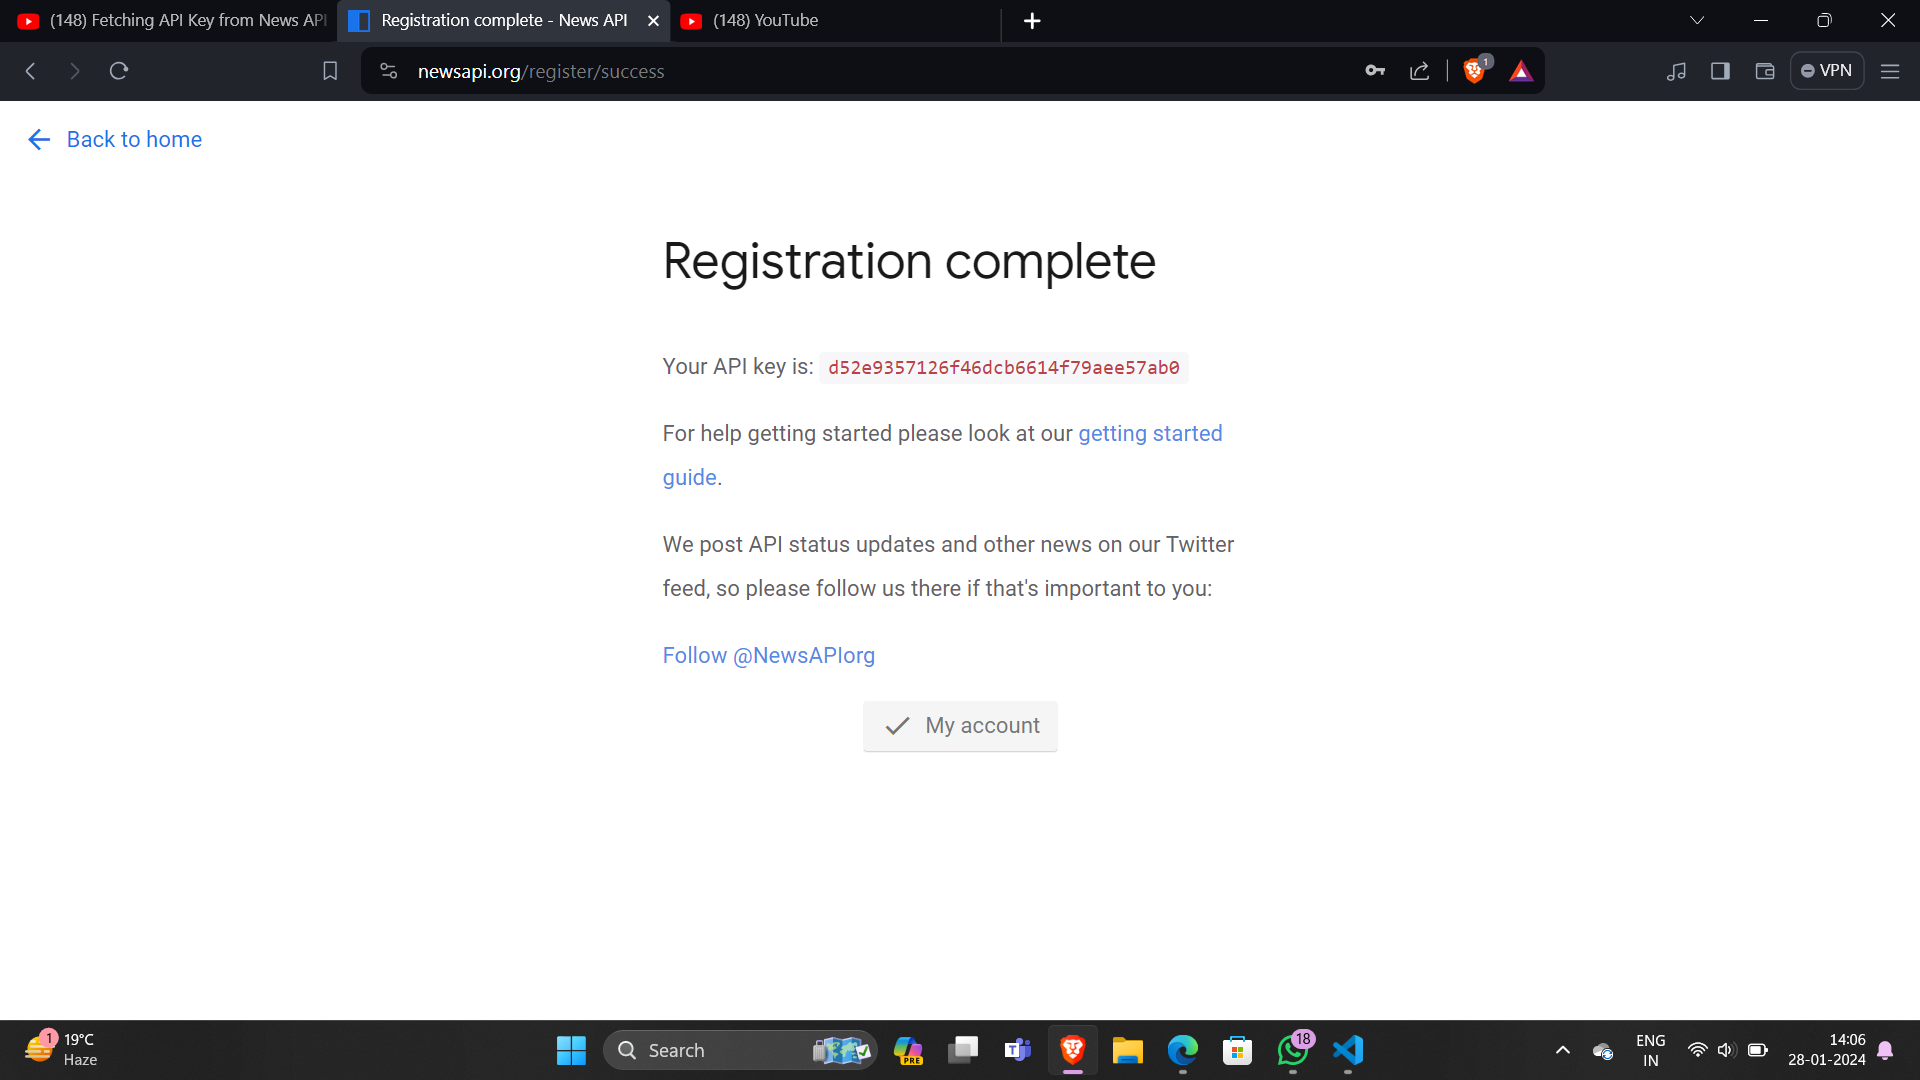 (148) Fetching API Key from News API
Registration complete - News API
(148) YouTube
newsapi.org/register/success
1
VPN
Back to home
Registration complete
Your API key is: d52e9357126f46dcb6614f79aee57ab0
For help getting started please look at our getting started
guide.
We post API status updates and other news on our Twitter
feed, so please follow us there if that's important to you:
Follow @NewsAPIorg
My account
1
19°C
Haze
Search
PRE
18
ENG
IN
14:06
28-01-2024